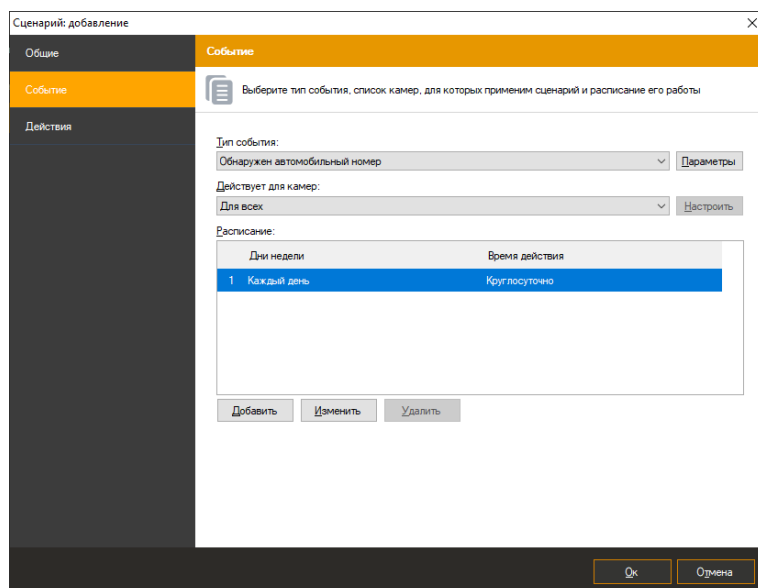 Сценарий: добавление
Общие
Событие
Действия
Событие
Выберите тип события, список камер, для которых применим сценарий и расписание его работы
Тип события:
Обнаружен автомобильный номер
Параметры
Действует для камер:
Для всех
Настроить
Расписание:
Дни недели Время действия
1 Каждый день Круглосуточно
Добавить Изменить Удалить
Ок Отмена